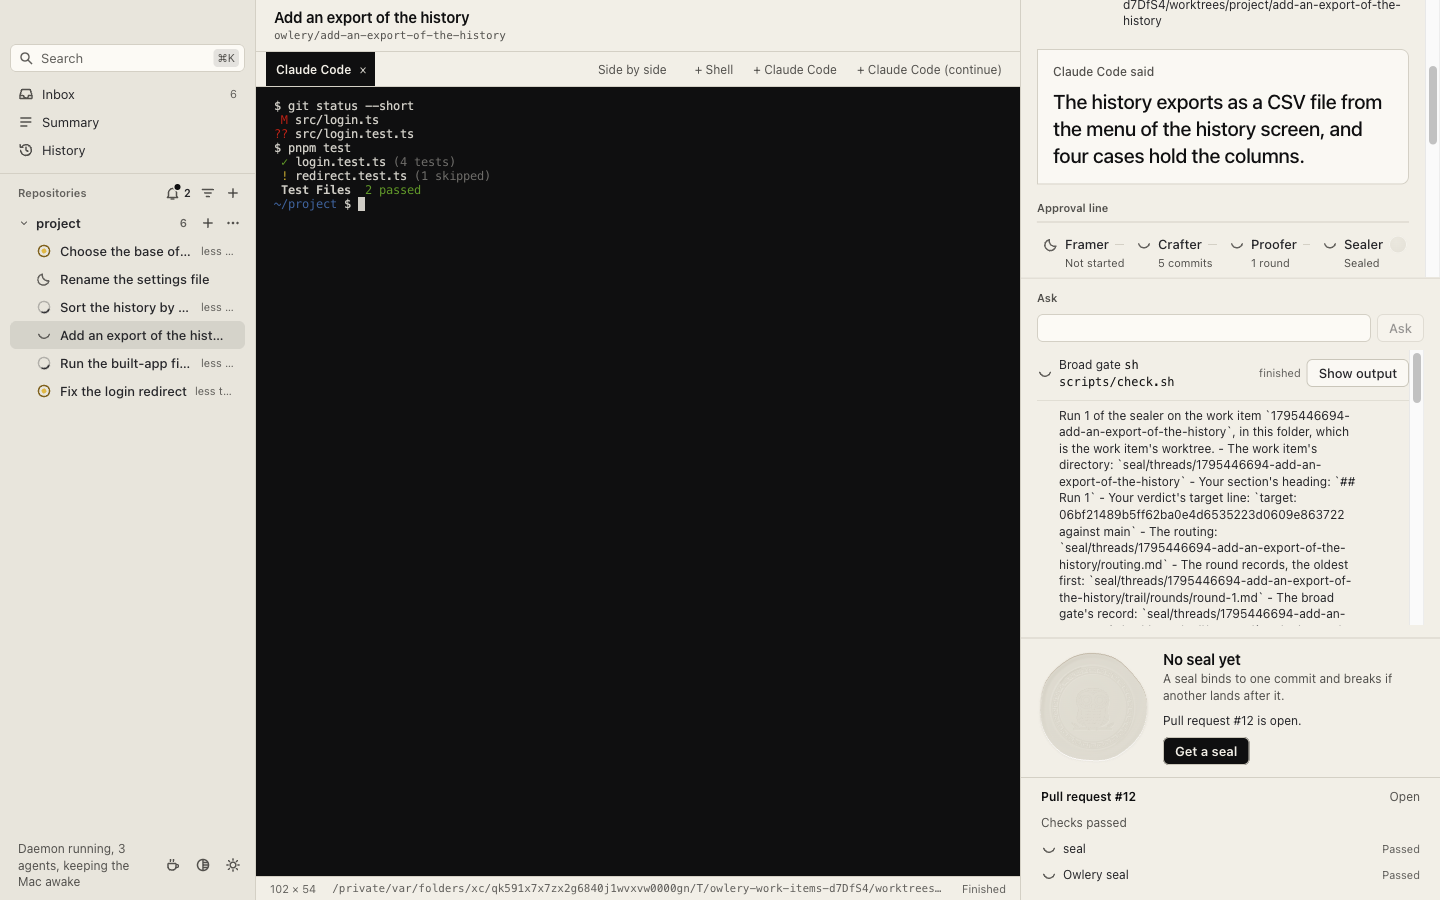 Search
⌘K
Inbox 6
Summary
History
Repositories 2
project 6
Choose the base of... less ...
Rename the settings file
Sort the history by ... less ...
Add an export of the hist...
Run the built-app fi... less ...
Fix the login redirect less t...
Daemon running, 3
agents, keeping the
Mac awake
Add an export of the history
owlery/add-an-export-of-the-history
Claude Code ×
Side by side + Shell + Claude Code + Claude Code (continue)
$ git status --short
M src/login.ts
?? src/login.test.ts
$ pnpm test
✓ login.test.ts (4 tests)
! redirect.test.ts (1 skipped)
Test Files 2 passed
~/project $
102 × 54 /private/var/folders/xc/qk591x7x7zx2g6840j1wvxvw0000gn/T/owlery-work-items-d7DfS4/worktrees… Finished
d7DfS4/worktrees/project/add-an-export-of-the-
history
Claude Code said
The history exports as a CSV file from
the menu of the history screen, and
four cases hold the columns.
Approval line
Framer Crafter Proofer Sealer
Not started 5 commits 1 round Sealed
Ask
Ask
Broad gate sh
scripts/check.sh
finished Show output
Run 1 of the sealer on the work item `1795446694-
add-an-export-of-the-history`, in this folder, which
is the work item's worktree. - The work item's
directory: `seal/threads/1795446694-add-an-
export-of-the-history` - Your section's heading: `##
Run 1` - Your verdict's target line: `target:
06bf21489b5ff62ba0e4d6535223d0609e863722
against main` - The routing:
`seal/threads/1795446694-add-an-export-of-the-
history/routing.md` - The round records, the oldest
first: `seal/threads/1795446694-add-an-export-of-
the-history/trail/rounds/round-1.md` - The broad
gate's record: `seal/threads/1795446694-add-an-
No seal yet
A seal binds to one commit and breaks if
another lands after it.
Pull request #12 is open.
Get a seal
Pull request #12 Open
Checks passed
seal Passed
Owlery seal Passed